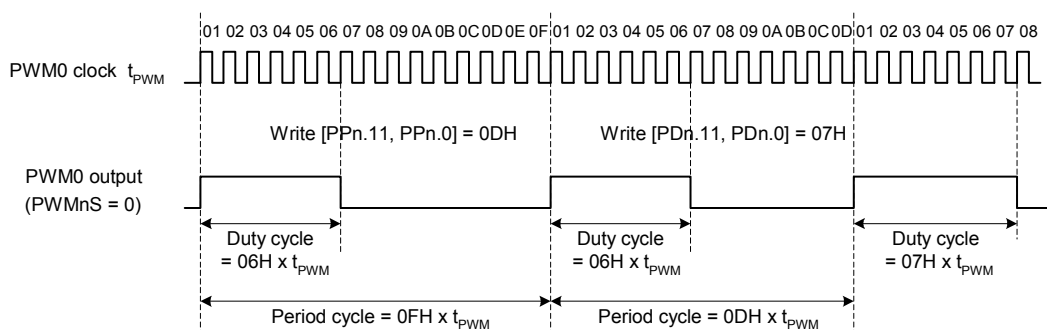 01 02 03 04 05 06 07 08 09 0A 0B 0C 0D 0E 0F 01 02 03 04 05 06 07 08 09 0A 0B 0C 0D 01 02 03 04 05 06 07 08
PWM0 clock tPWM
Write [PPn.11, PPn.0] = 0DH Write [PDn.11, PDn.0] = 07H
PWM0 output
(PWMnS = 0)
Duty cycle Duty cycle Duty cycle
= 06H x tPWM = 06H x tPWM = 07H x tPWM
Period cycle = 0FH x tPWM Period cycle = 0DH x tPWM